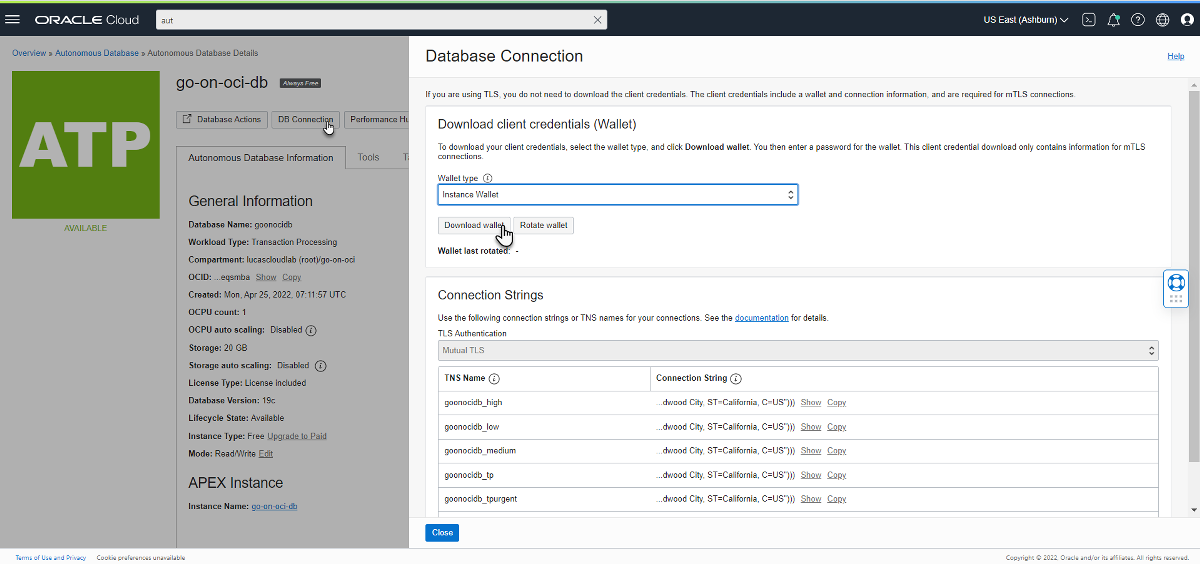 ORACLE Cloud
aut
US East (Ashburn)
Overview » Autonomous Database » Autonomous Database Details
ATP
AVAILABLE
go-on-oci-db
Always Free
Database Actions
DB Connection
Performance Hu
Autonomous Database Information
Tools
General Information
Database Name: goonocidb
Workload Type: Transaction Processing
Compartment: lucascloudlab (root)/go-on-oci
OCID: ...eqsmba Show Copy
Created: Mon, Apr 25, 2022, 07:11:57 UTC
OCPU count: 1
OCPU auto scaling: Disabled
Storage: 20 GB
Storage auto scaling: Disabled
License Type: License included
Database Version: 19c
Lifecycle State: Available
Instance Type: Free Upgrade to Paid
Mode: Read/Write Edit
APEX Instance
Instance Name: go-on-oci-db
Database Connection
Help
If you are using TLS, you do not need to download the client credentials. The client credentials include a wallet and connection information, and are required for mTLS connections.
Download client credentials (Wallet)
To download your client credentials, select the wallet type, and click Download wallet. You then enter a password for the wallet. This client credential download only contains information for mTLS
connections.
Wallet type
Instance Wallet
Download wallet
Rotate wallet
Wallet last rotated: -
Connection Strings
Use the following connection strings or TNS names for your connections. See the documentation for details.
TLS Authentication
Mutual TLS
TNS Name Connection String
goonocidb_high ...dwood City, ST=California, C=US"))) Show Copy
goonocidb_low ...dwood City, ST=California, C=US"))) Show Copy
goonocidb_medium ...dwood City, ST=California, C=US"))) Show Copy
goonocidb_tp ...dwood City, ST=California, C=US"))) Show Copy
goonocidb_tpurgent ...dwood City, ST=California, C=US"))) Show Copy
Close
Terms of Use and Privacy Cookie preferences unavailable
Copyright © 2022, Oracle and/or its affiliates. All rights reserved.